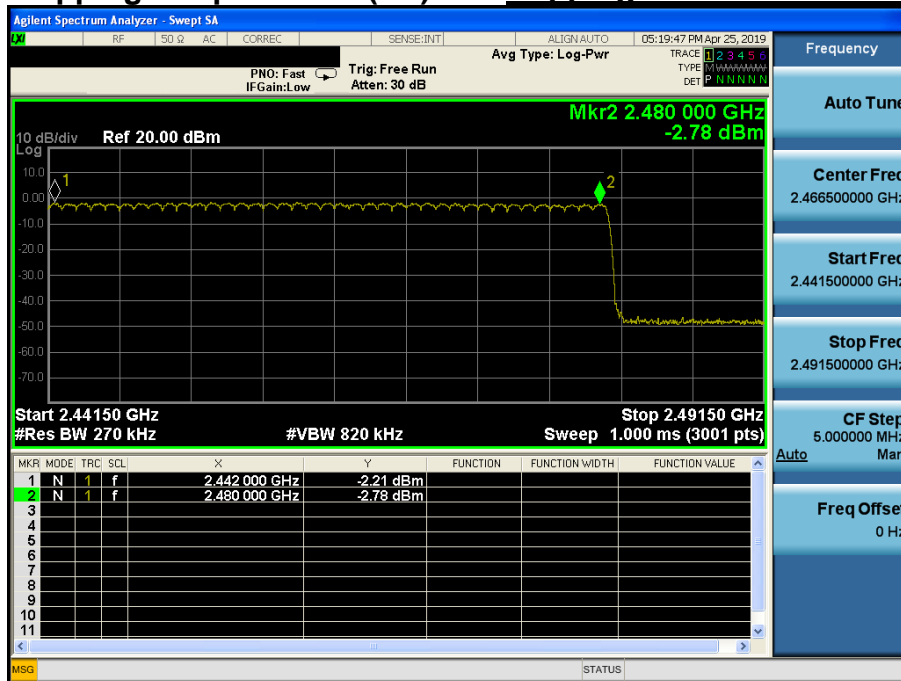 Agilent Spectrum Analyzer - Swept SA
LXI RF 50 Ω AC CORREC SENSE:INT ALIGN AUTO 05:19:47 PM Apr 25, 2019
Avg Type: Log-Pwr TRACE 1 2 3 4 5 6
PNO: Fast Trig: Free Run TYPE MWWWWW
IFGain:Low Atten: 30 dB DET P N N N N N
Mkr2 2.480 000 GHz
10 dB/div Ref 20.00 dBm -2.78 dBm
Log
10.0
1
2
0.00
-10.0
-20.0
-30.0
-40.0
-50.0
-60.0
-70.0
Start 2.44150 GHz Stop 2.49150 GHz
#Res BW 270 kHz #VBW 820 kHz Sweep 1.000 ms (3001 pts)
MKR MODE TRC SCL X Y FUNCTION FUNCTION WIDTH FUNCTION VALUE
1 N 1 f 2.442 000 GHz -2.21 dBm
2 N 1 f 2.480 000 GHz -2.78 dBm
3
4
5
6
7
8
9
10
11
MSG STATUS
Frequency
Auto Tune
Center Freq
2.466500000 GHz
Start Freq
2.441500000 GHz
Stop Freq
2.491500000 GHz
CF Step
5.000000 MHz
Auto Man
Freq Offset
0 Hz